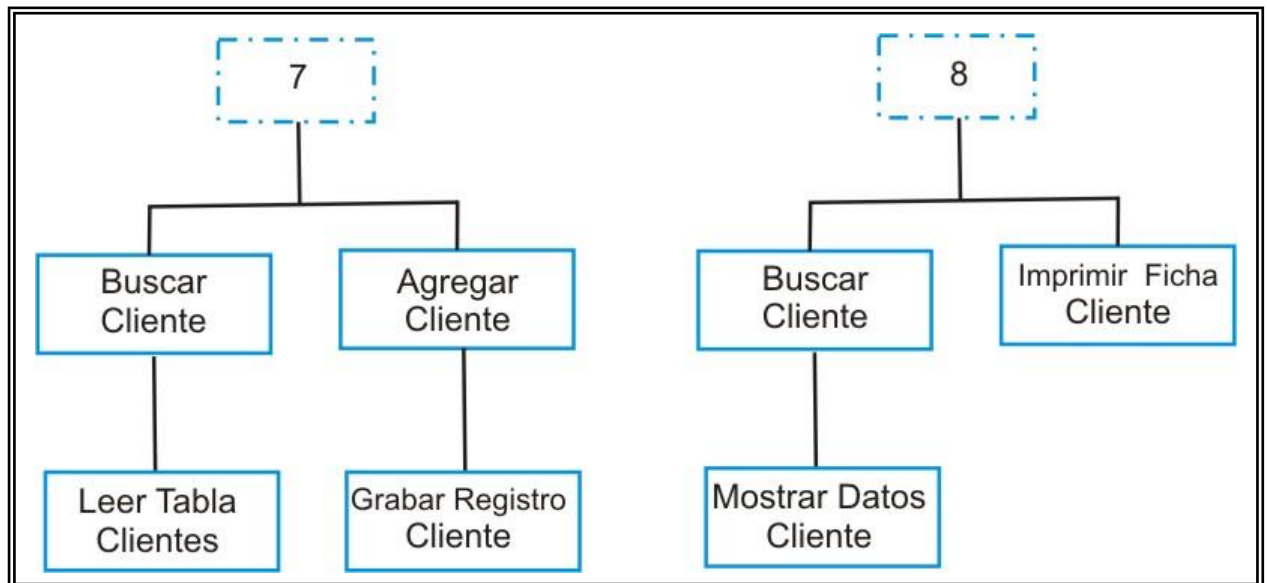 7
8
Buscar
Cliente
Agregar
Cliente
Buscar
Cliente
Imprimir Ficha
Cliente
Leer Tabla
Clientes
Grabar Registro
Cliente
Mostrar Datos
Cliente